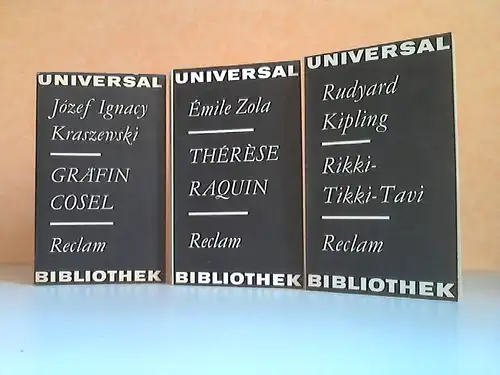 UNIVERSAL
Józef Ignacy
Kraszewski
GRÄFIN
COSEL
Reclam
BIBLIOTHEK
UNIVERSAL
Émile Zola
THÉRÈSE
RAQUIN
Reclam
BIBLIOTHEK
UNIVERSAL
Rudyard
Kipling
Rikki-
Tikki-Tavi
Reclam
BIBLIOTHEK